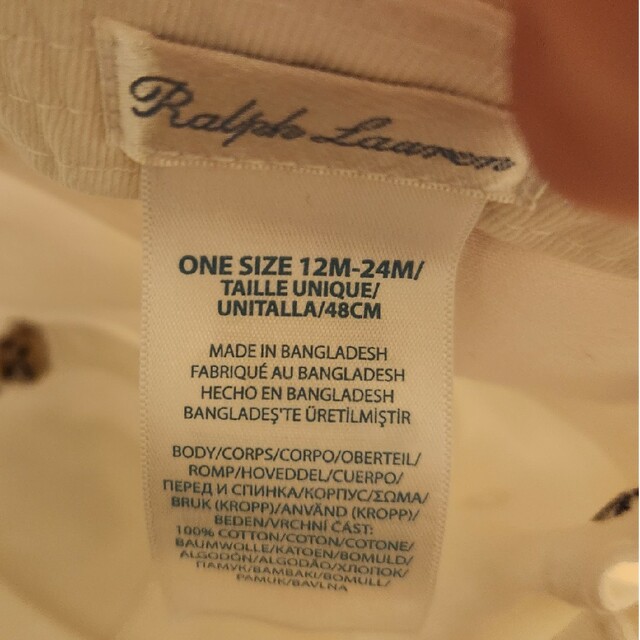 Ralph Lauren
ONE SIZE 12M-24M/
TAILLE UNIQUE/
UNITALLA/48CM
MADE IN BANGLADESH
FABRIQUÉ AU BANGLADESH
HECHO EN BANGLADESH
BANGLADEŞ'TE ÜRETİLMİŞTİR
BODY/CORPS/CORPO/OBERTEIL/
ROMP/HOVEDDEL/CUERPO/
ПЕРЕД И СПИНКА/КОРПУС/ΣΩΜΑ/
BRUK (KROPP)/ANVÄND (KROPP)/
BEDEN/VRCHNÍ ČÁST:
100% COTTON/COTON/COTONE/
BAUMWOLLE/KATOEN/BOMULD/
ALGODÓN/ALGODÃO/ХЛОПОК/
ПАМУК/BAMBAKI/BOMULL/
PAMUK/BAVLNA